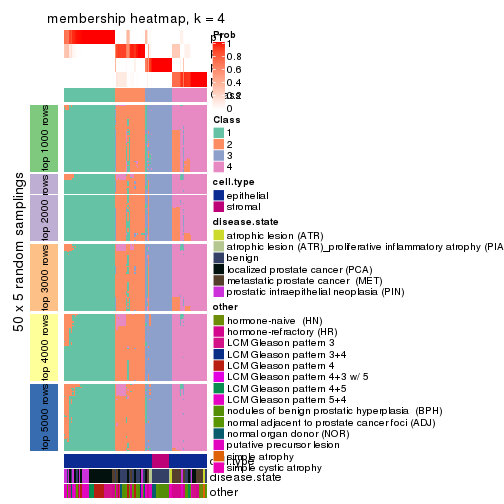 membership heatmap, k = 4
Prob
1
0.8
0.6
0.4
0.2
0
Class
1
2
3
4
cell.type
epithelial
stromal
disease.state
atrophic lesion (ATR)
atrophic lesion (ATR)_proliferative inflammatory atrophy (PIA
benign
localized prostate cancer (PCA)
metastatic prostate cancer (MET)
prostatic intraepithelial neoplasia (PIN)
other
hormone-naive (HN)
hormone-refractory (HR)
LCM Gleason pattern 3
LCM Gleason pattern 3+4
LCM Gleason pattern 4
LCM Gleason pattern 4+3 w/ 5
LCM Gleason pattern 4+5
LCM Gleason pattern 5+4
nodules of benign prostatic hyperplasia (BPH)
normal adjacent to prostate cancer foci (ADJ)
normal organ donor (NOR)
putative precursor lesion
simple atrophy
simple cystic atrophy
disease.state
other
50 x 5 random samplings
top 1000 rows
top 2000 rows
top 3000 rows
top 4000 rows
top 5000 rows